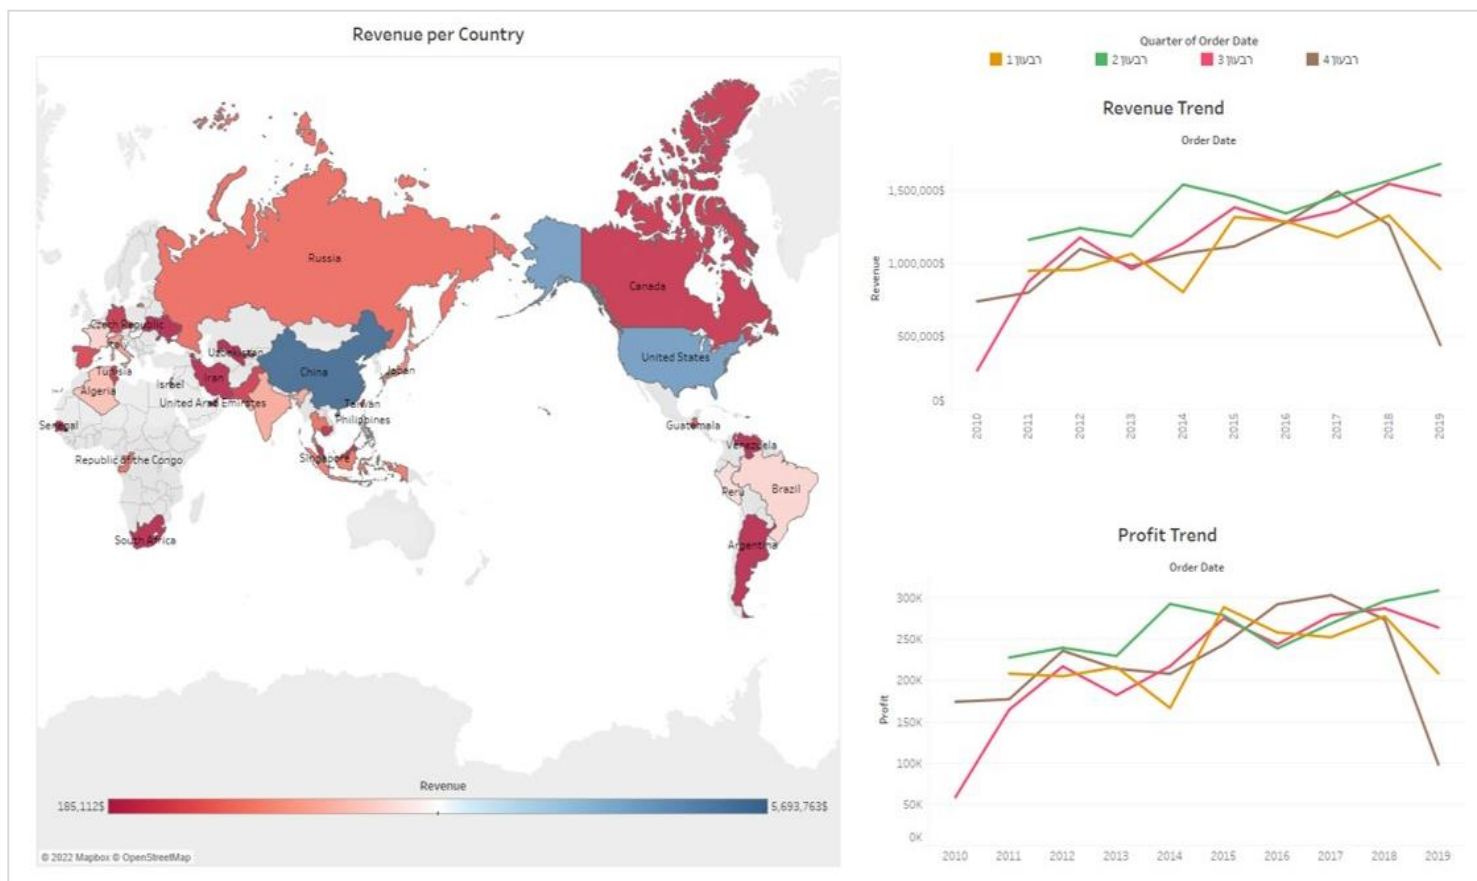 Revenue per Country
Russia
Canada
Czech Republic
Italy
Uzbekistan
China
Japan
United States
Tunisia
Algeria
Israel
Iran
United Arab Emirates
Taiwan
Philippines
Senegal
Guatemala
Republic of the Congo
Singapore
Venezuela
Peru
Brazil
South Africa
Argentina
Revenue
185,112$
5,693,763$
© 2022 Mapbox © OpenStreetMap
Quarter of Order Date
רבעון 1
רבעון 2
רבעון 3
רבעון 4
Revenue Trend
Order Date
Revenue
1,500,000$
1,000,000$
500,000$
0$
2010 2011 2012 2013 2014 2015 2016 2017 2018 2019
Profit Trend
Order Date
Profit
300K
250K
200K
150K
100K
50K
0K
2010 2011 2012 2013 2014 2015 2016 2017 2018 2019